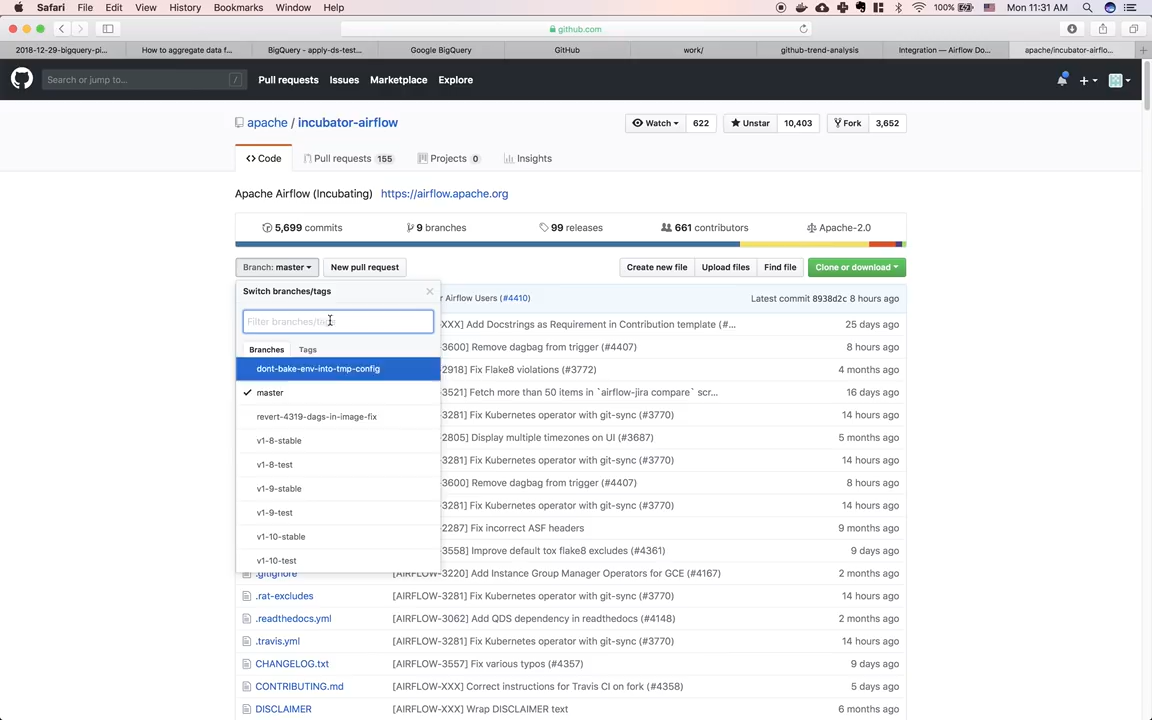 Safari File Edit View History Bookmarks Window Help 100% Mon 11:31 AM
github.com
2018-12-29-bigquery-pi... How to aggregate data f... BigQuery - apply-ds-test... Google BigQuery GitHub work/ github-trend-analysis Integration — Airflow Do... apache/incubator-airflo...
Search or jump to... / Pull requests Issues Marketplace Explore
apache / incubator-airflow Watch 622 Unstar 10,403 Fork 3,652
Code Pull requests 155 Projects 0 Insights
Apache Airflow (Incubating) https://airflow.apache.org
5,699 commits 9 branches 99 releases 661 contributors Apache-2.0
Branch: master New pull request Create new file Upload files Find file Clone or download
Switch branches/tags
r Airflow Users (#4410) Latest commit 8938d2c 8 hours ago
Filter branches/tags
XXX] Add Docstrings as Requirement in Contribution template (#... 25 days ago
Branches Tags
3600] Remove dagbag from trigger (#4407) 8 hours ago
dont-bake-env-into-tmp-config
2918] Fix Flake8 violations (#3772) 4 months ago
master
3521] Fetch more than 50 items in `airflow-jira compare` scr... 16 days ago
revert-4319-dags-in-image-fix
3281] Fix Kubernetes operator with git-sync (#3770) 14 hours ago
v1-8-stable
2805] Display multiple timezones on UI (#3687) 5 months ago
v1-8-test
3281] Fix Kubernetes operator with git-sync (#3770) 14 hours ago
v1-9-stable
3600] Remove dagbag from trigger (#4407) 8 hours ago
v1-9-test
3281] Fix Kubernetes operator with git-sync (#3770) 14 hours ago
2287] Fix incorrect ASF headers 9 months ago
v1-10-stable
3558] Improve default tox flake8 excludes (#4361) 9 days ago
v1-10-test
.gitignore [AIRFLOW-3220] Add Instance Group Manager Operators for GCE (#4167) 2 months ago
.rat-excludes [AIRFLOW-3281] Fix Kubernetes operator with git-sync (#3770) 14 hours ago
.readthedocs.yml [AIRFLOW-3062] Add QDS dependency in readthedocs (#4148) 2 months ago
.travis.yml [AIRFLOW-3281] Fix Kubernetes operator with git-sync (#3770) 14 hours ago
CHANGELOG.txt [AIRFLOW-3557] Fix various typos (#4357) 9 days ago
CONTRIBUTING.md [AIRFLOW-XXX] Correct instructions for Travis CI on fork (#4358) 5 days ago
DISCLAIMER [AIRFLOW-XXX] Wrap DISCLAIMER text 6 months ago